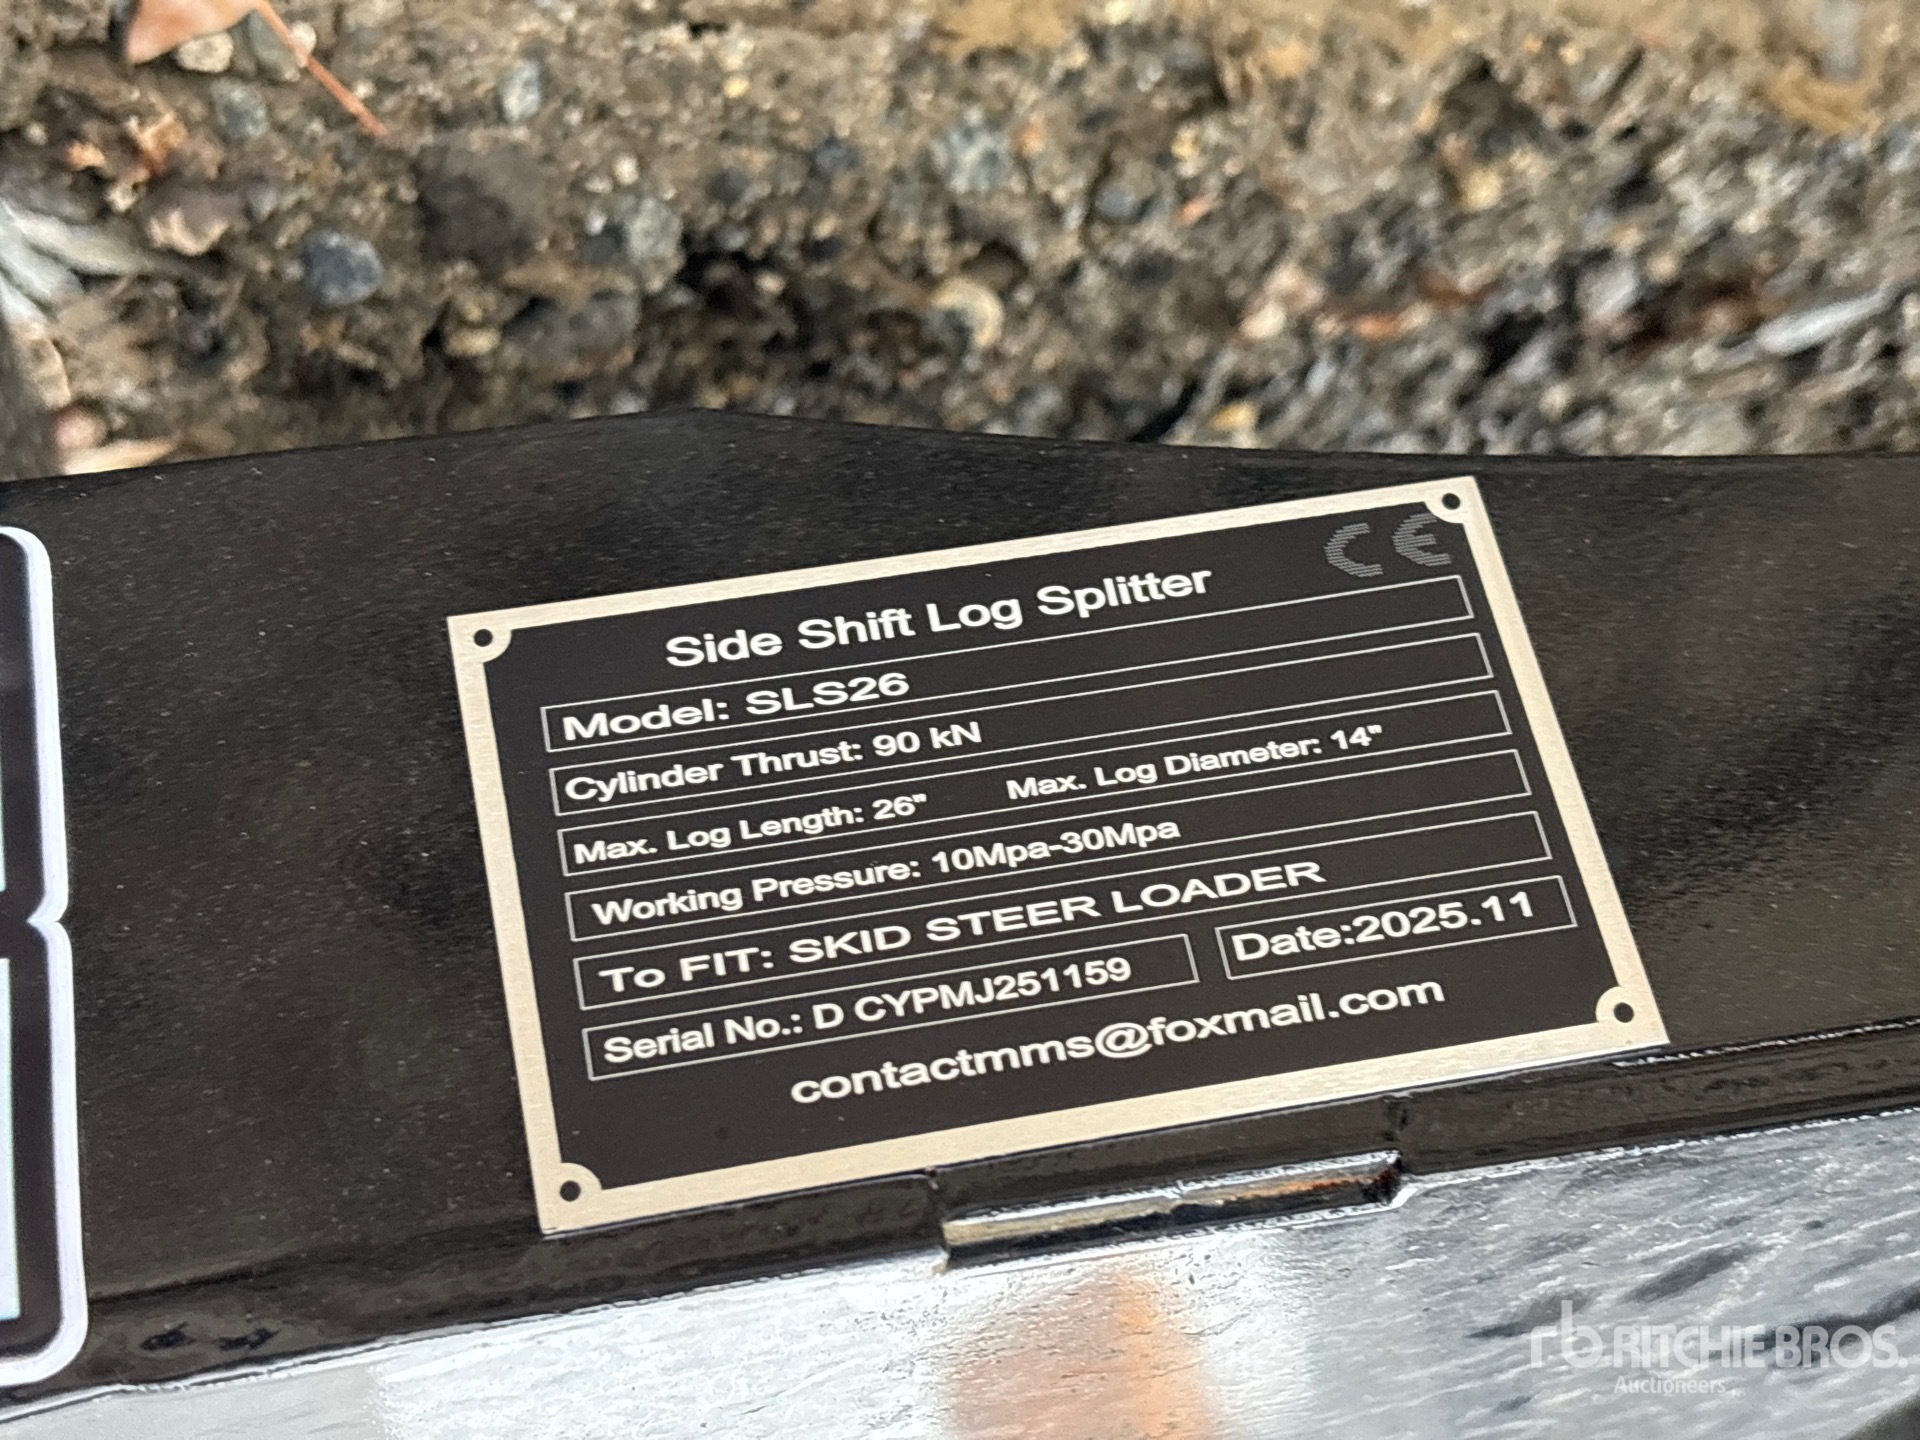 CE
Side Shift Log Splitter
Model: SLS26
Cylinder Thrust: 90 kN
Max. Log Length: 26" Max. Log Diameter: 14"
Working Pressure: 10Mpa-30Mpa
To FIT: SKID STEER LOADER
Serial No.: D CYPMJ251159 Date:2025.11
contactmms@foxmail.com
rb RITCHIE BROS.
Auctioneers